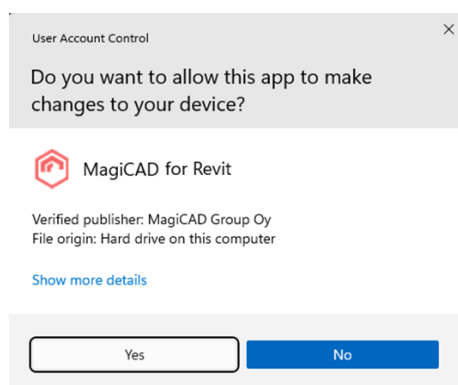 User Account Control
Do you want to allow this app to make
changes to your device?
MagiCAD for Revit
Verified publisher: MagiCAD Group Oy
File origin: Hard drive on this computer
Show more details
Yes
No